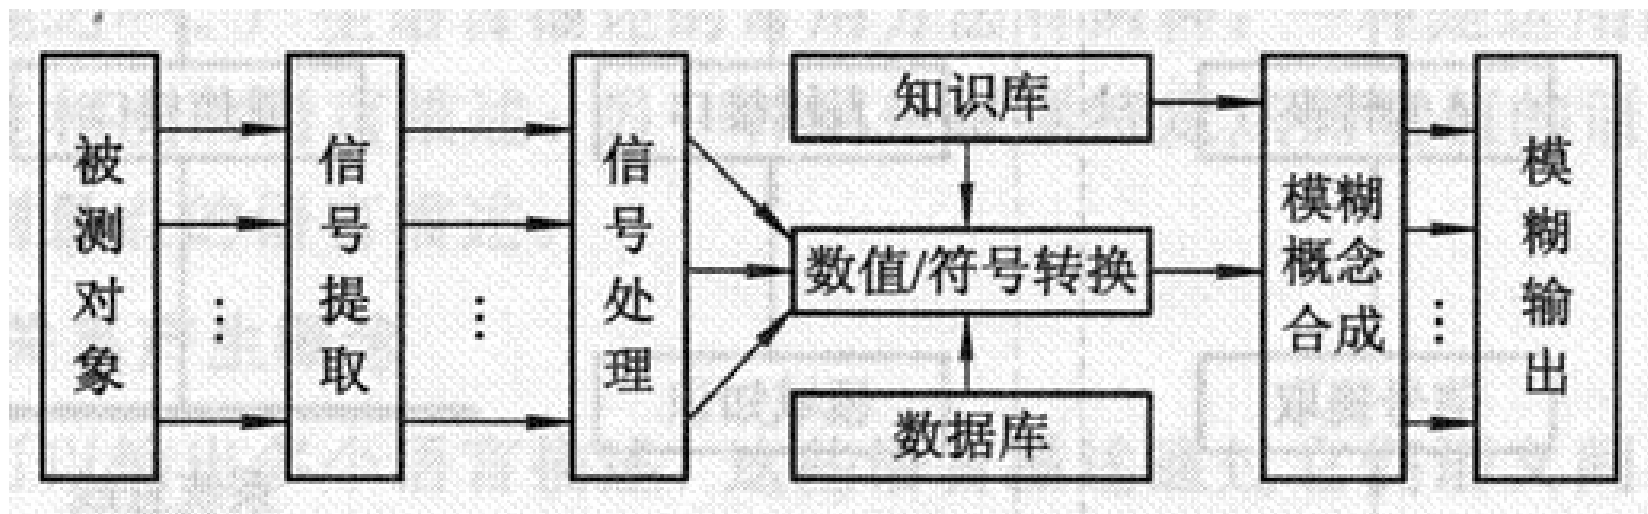 被测对象
信号提取
信号处理
知识库
数值/符号转换
数据库
模糊
概念
合成
模糊输出